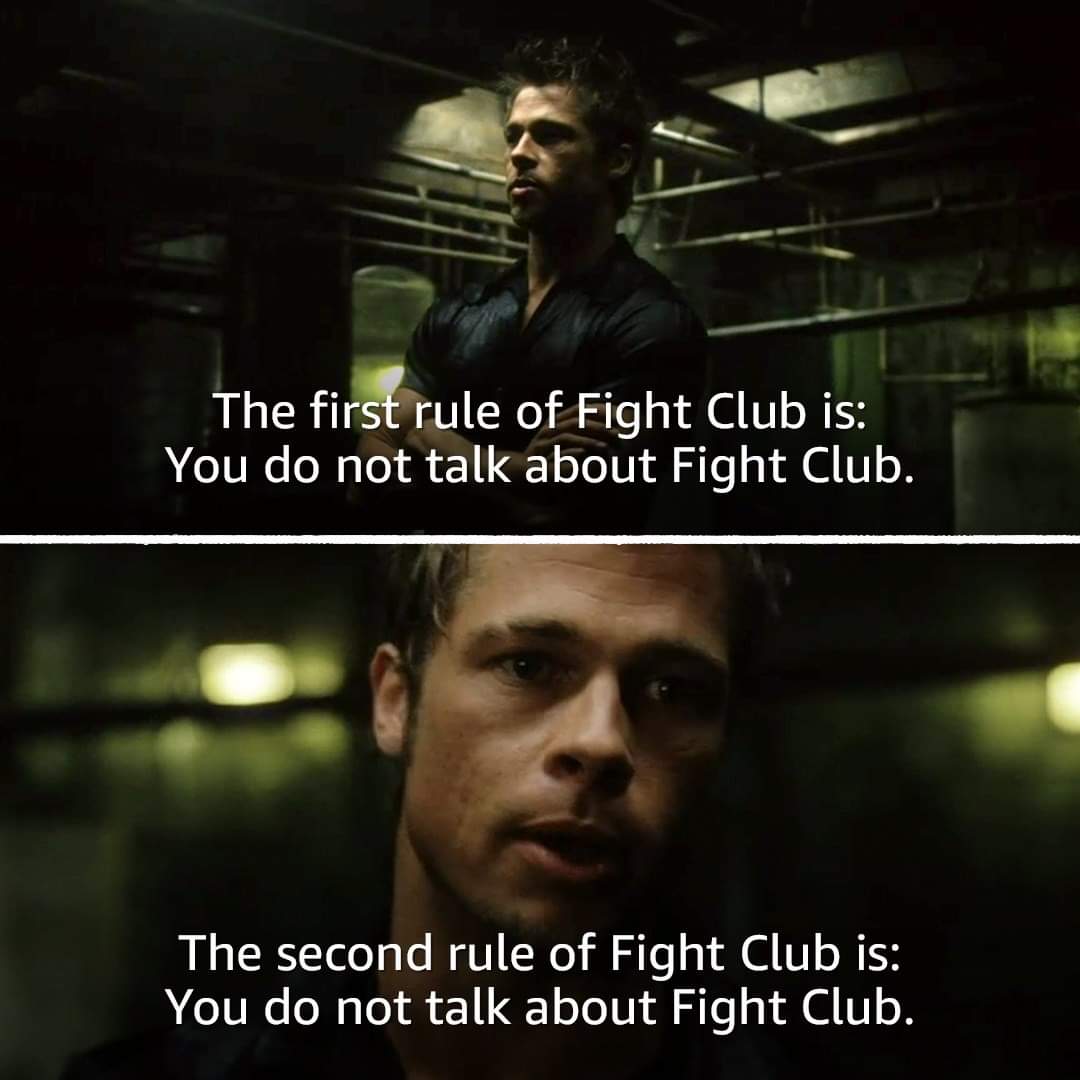 The first rule of Fight Club is:
You do not talk about Fight Club.
The second rule of Fight Club is:
You do not talk about Fight Club.